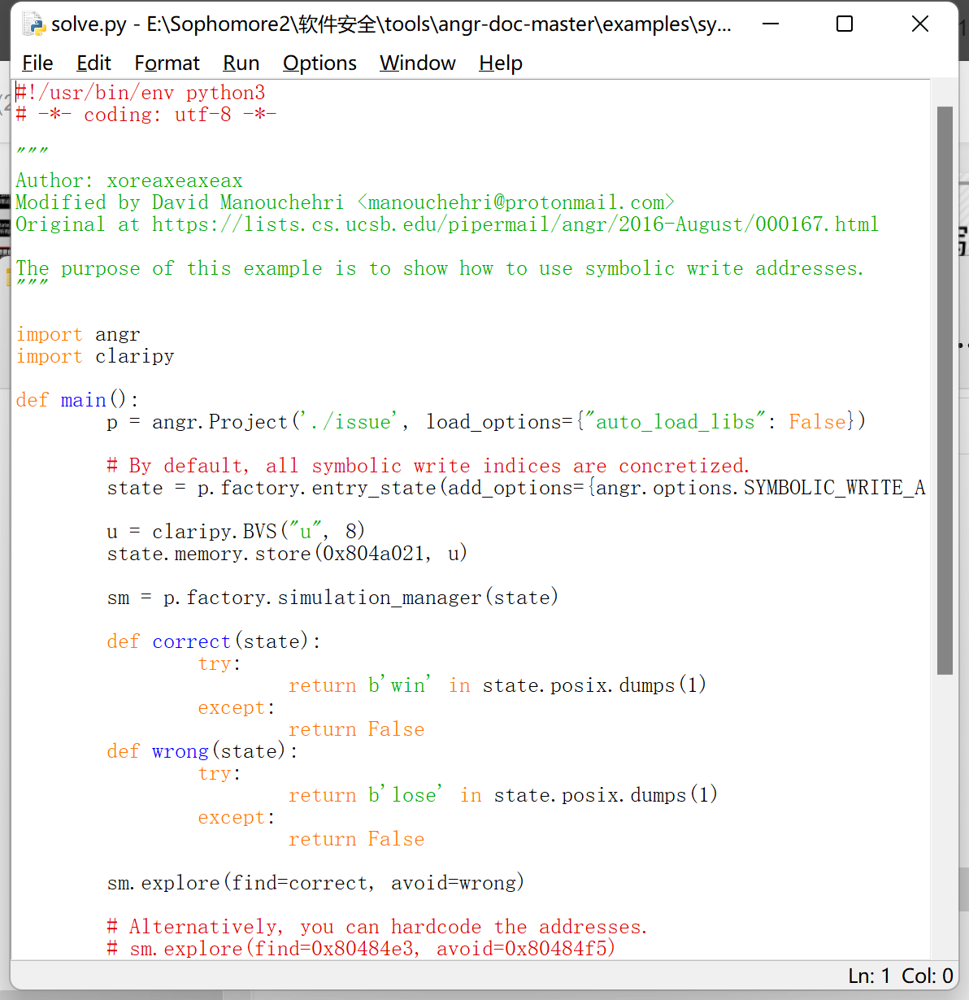 solve.py - E:\Sophomore2\软件安全\tools\angr-doc-master\examples\sy...
File Edit Format Run Options Window Help
#!/usr/bin/env python3
# -*- coding: utf-8 -*-
"""
Author: xoreaxeaxeax
Modified by David Manouchehri <manouchehri@protonmail.com>
Original at https://lists.cs.ucsb.edu/pipermail/angr/2016-August/000167.html
The purpose of this example is to show how to use symbolic write addresses.
"""
import angr
import claripy
def main():
p = angr.Project('./issue', load_options={"auto_load_libs": False})
# By default, all symbolic write indices are concretized.
state = p.factory.entry_state(add_options={angr.options.SYMBOLIC_WRITE_A
u = claripy.BVS("u", 8)
state.memory.store(0x804a021, u)
sm = p.factory.simulation_manager(state)
def correct(state):
try:
return b'win' in state.posix.dumps(1)
except:
return False
def wrong(state):
try:
return b'lose' in state.posix.dumps(1)
except:
return False
sm.explore(find=correct, avoid=wrong)
# Alternatively, you can hardcode the addresses.
# sm.explore(find=0x80484e3, avoid=0x80484f5)
Ln: 1 Col: 0